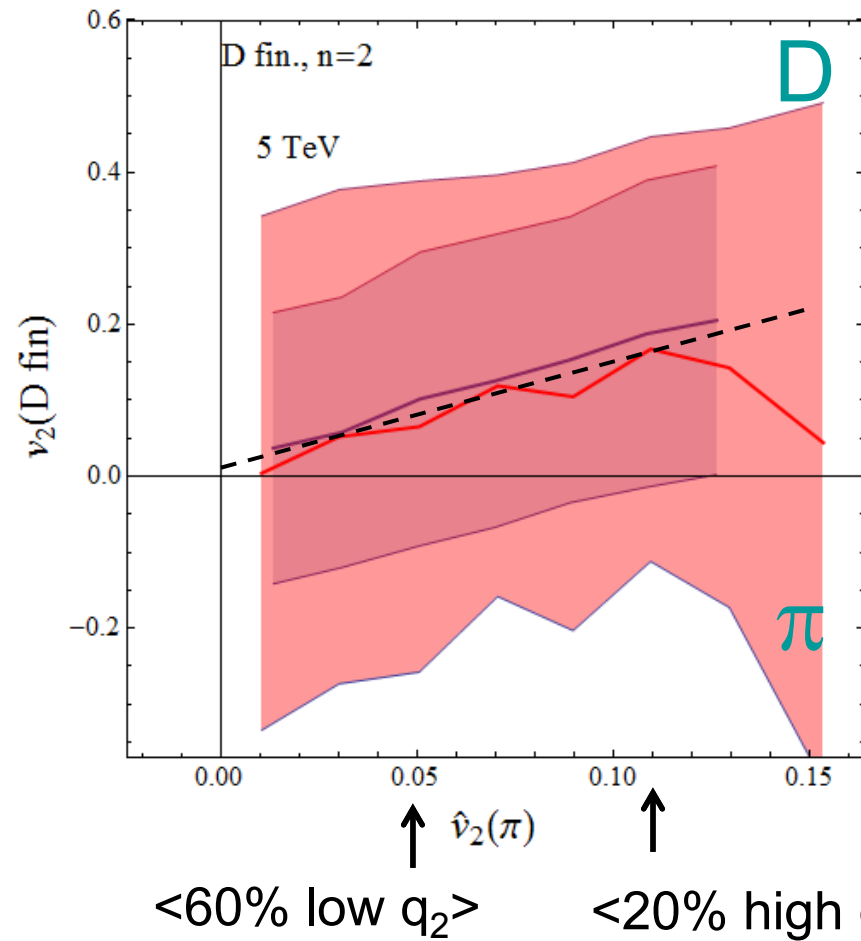 0.6
D fin., n=2
D
5 TeV
0.4
0.2
0.0
−0.2
v₂(D fin)
π
0.00 0.05 0.10 0.15
v̂₂(π)
<60% low q₂> <20% high